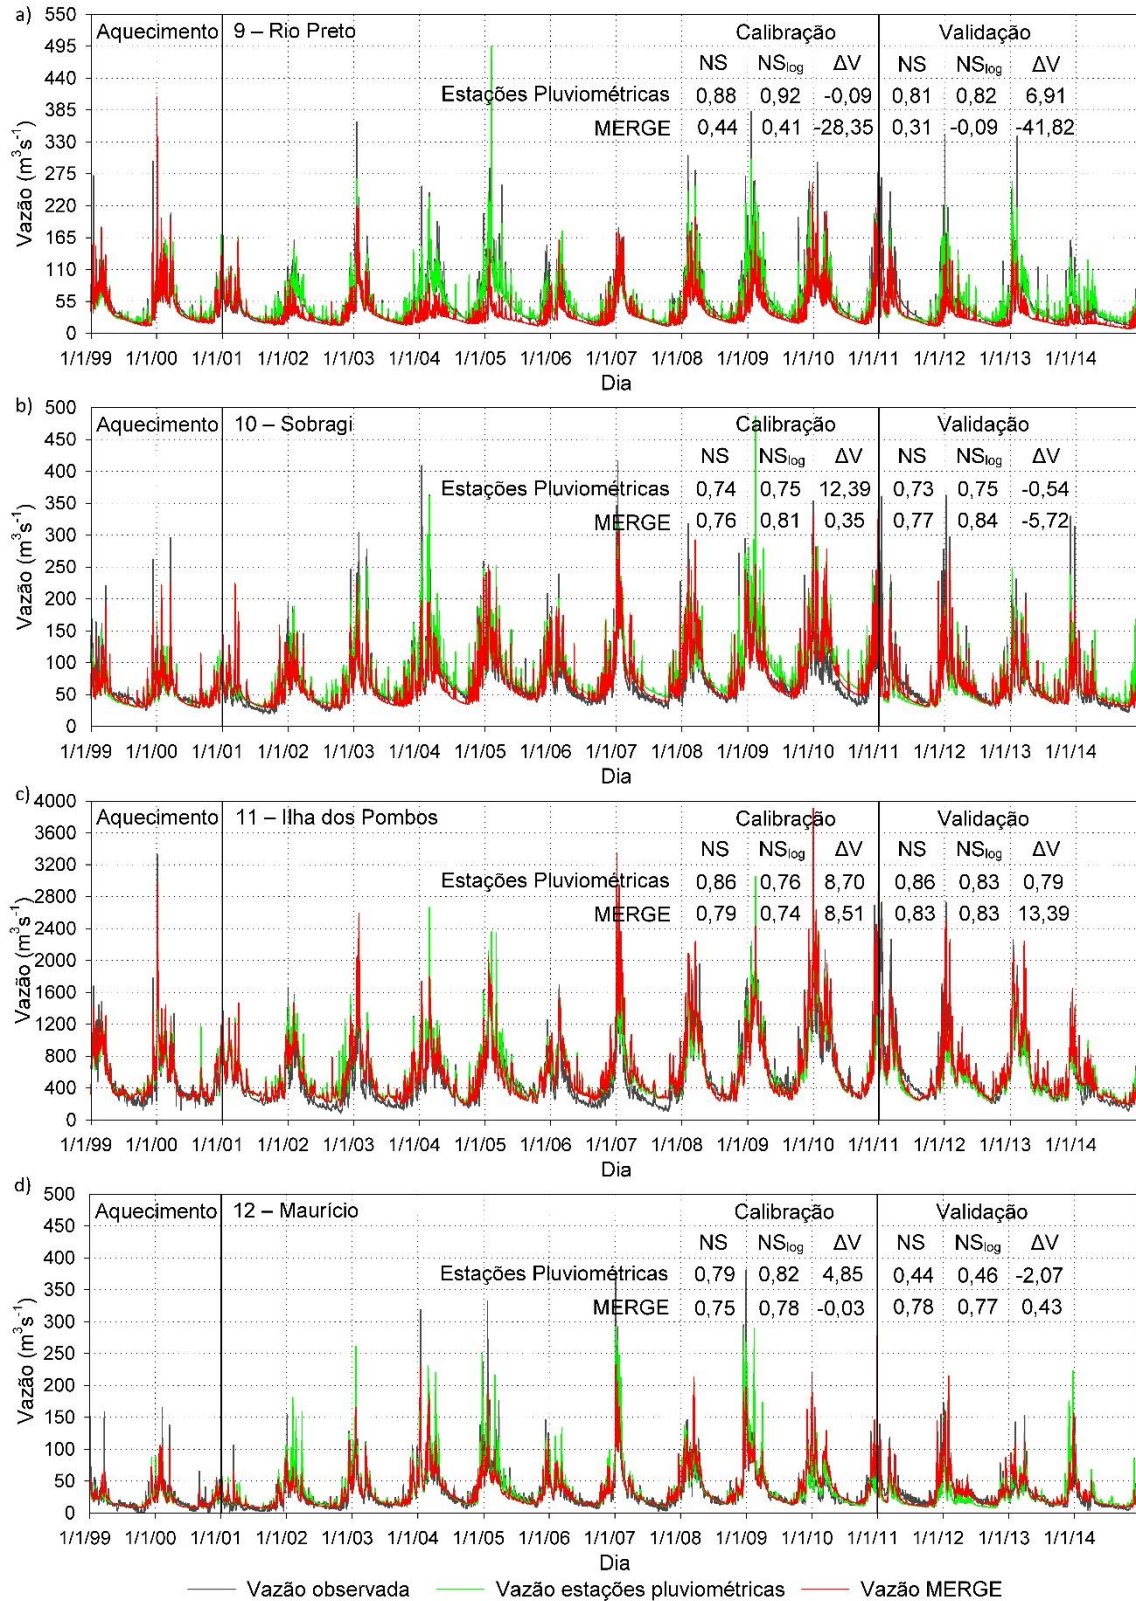 a)
550
Aquecimento 9 – Rio Preto Calibração Validação
495
NS NSlog ΔV NS NSlog ΔV
440
Estações Pluviométricas 0,88 0,92 -0,09 0,81 0,82 6,91
385
MERGE 0,44 0,41 -28,35 0,31 -0,09 -41,82
330
275
220
165
110
55
0
Vazão (m³s⁻¹)
1/1/99 1/1/00 1/1/01 1/1/02 1/1/03 1/1/04 1/1/05 1/1/06 1/1/07 1/1/08 1/1/09 1/1/10 1/1/11 1/1/12 1/1/13 1/1/14
Dia
b)
500
Aquecimento 10 – Sobragi Calibração Validação
450
NS NSlog ΔV NS NSlog ΔV
400
Estações Pluviométricas 0,74 0,75 12,39 0,73 0,75 -0,54
350
MERGE 0,76 0,81 0,35 0,77 0,84 -5,72
300
250
200
150
100
50
0
Vazão (m³s⁻¹)
1/1/99 1/1/00 1/1/01 1/1/02 1/1/03 1/1/04 1/1/05 1/1/06 1/1/07 1/1/08 1/1/09 1/1/10 1/1/11 1/1/12 1/1/13 1/1/14
Dia
c)
4000
Aquecimento 11 – Ilha dos Pombos Calibração Validação
3600
NS NSlog ΔV NS NSlog ΔV
3200
Estações Pluviométricas 0,86 0,76 8,70 0,86 0,83 0,79
2800
MERGE 0,79 0,74 8,51 0,83 0,83 13,39
2400
2000
1600
1200
800
400
0
Vazão (m³s⁻¹)
1/1/99 1/1/00 1/1/01 1/1/02 1/1/03 1/1/04 1/1/05 1/1/06 1/1/07 1/1/08 1/1/09 1/1/10 1/1/11 1/1/12 1/1/13 1/1/14
Dia
d)
500
Aquecimento 12 – Maurício Calibração Validação
450
NS NSlog ΔV NS NSlog ΔV
400
Estações Pluviométricas 0,79 0,82 4,85 0,44 0,46 -2,07
350
MERGE 0,75 0,78 -0,03 0,78 0,77 0,43
300
250
200
150
100
50
0
Vazão (m³s⁻¹)
1/1/99 1/1/00 1/1/01 1/1/02 1/1/03 1/1/04 1/1/05 1/1/06 1/1/07 1/1/08 1/1/09 1/1/10 1/1/11 1/1/12 1/1/13 1/1/14
Dia
Vazão observada Vazão estações pluviométricas Vazão MERGE